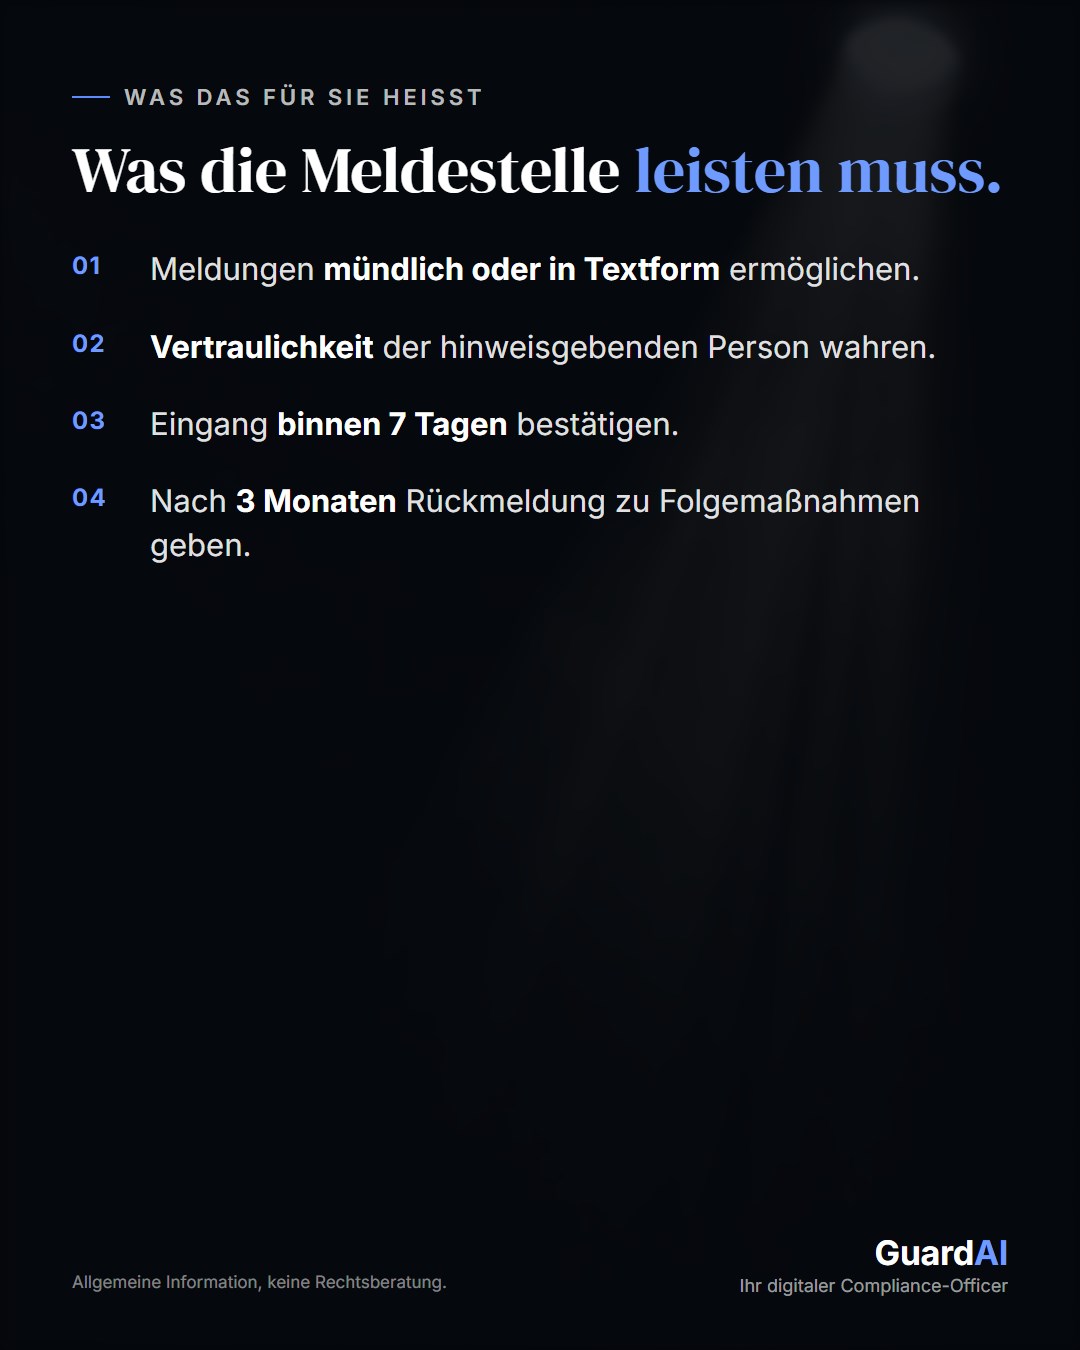 WAS DAS FÜR SIE HEISST
Was die Meldestelle leisten muss.
01 Meldungen mündlich oder in Textform ermöglichen.
02 Vertraulichkeit der hinweisgebenden Person wahren.
03 Eingang binnen 7 Tagen bestätigen.
04 Nach 3 Monaten Rückmeldung zu Folgemaßnahmen
geben.
GuardAI
Allgemeine Information, keine Rechtsberatung.
Ihr digitaler Compliance-Officer